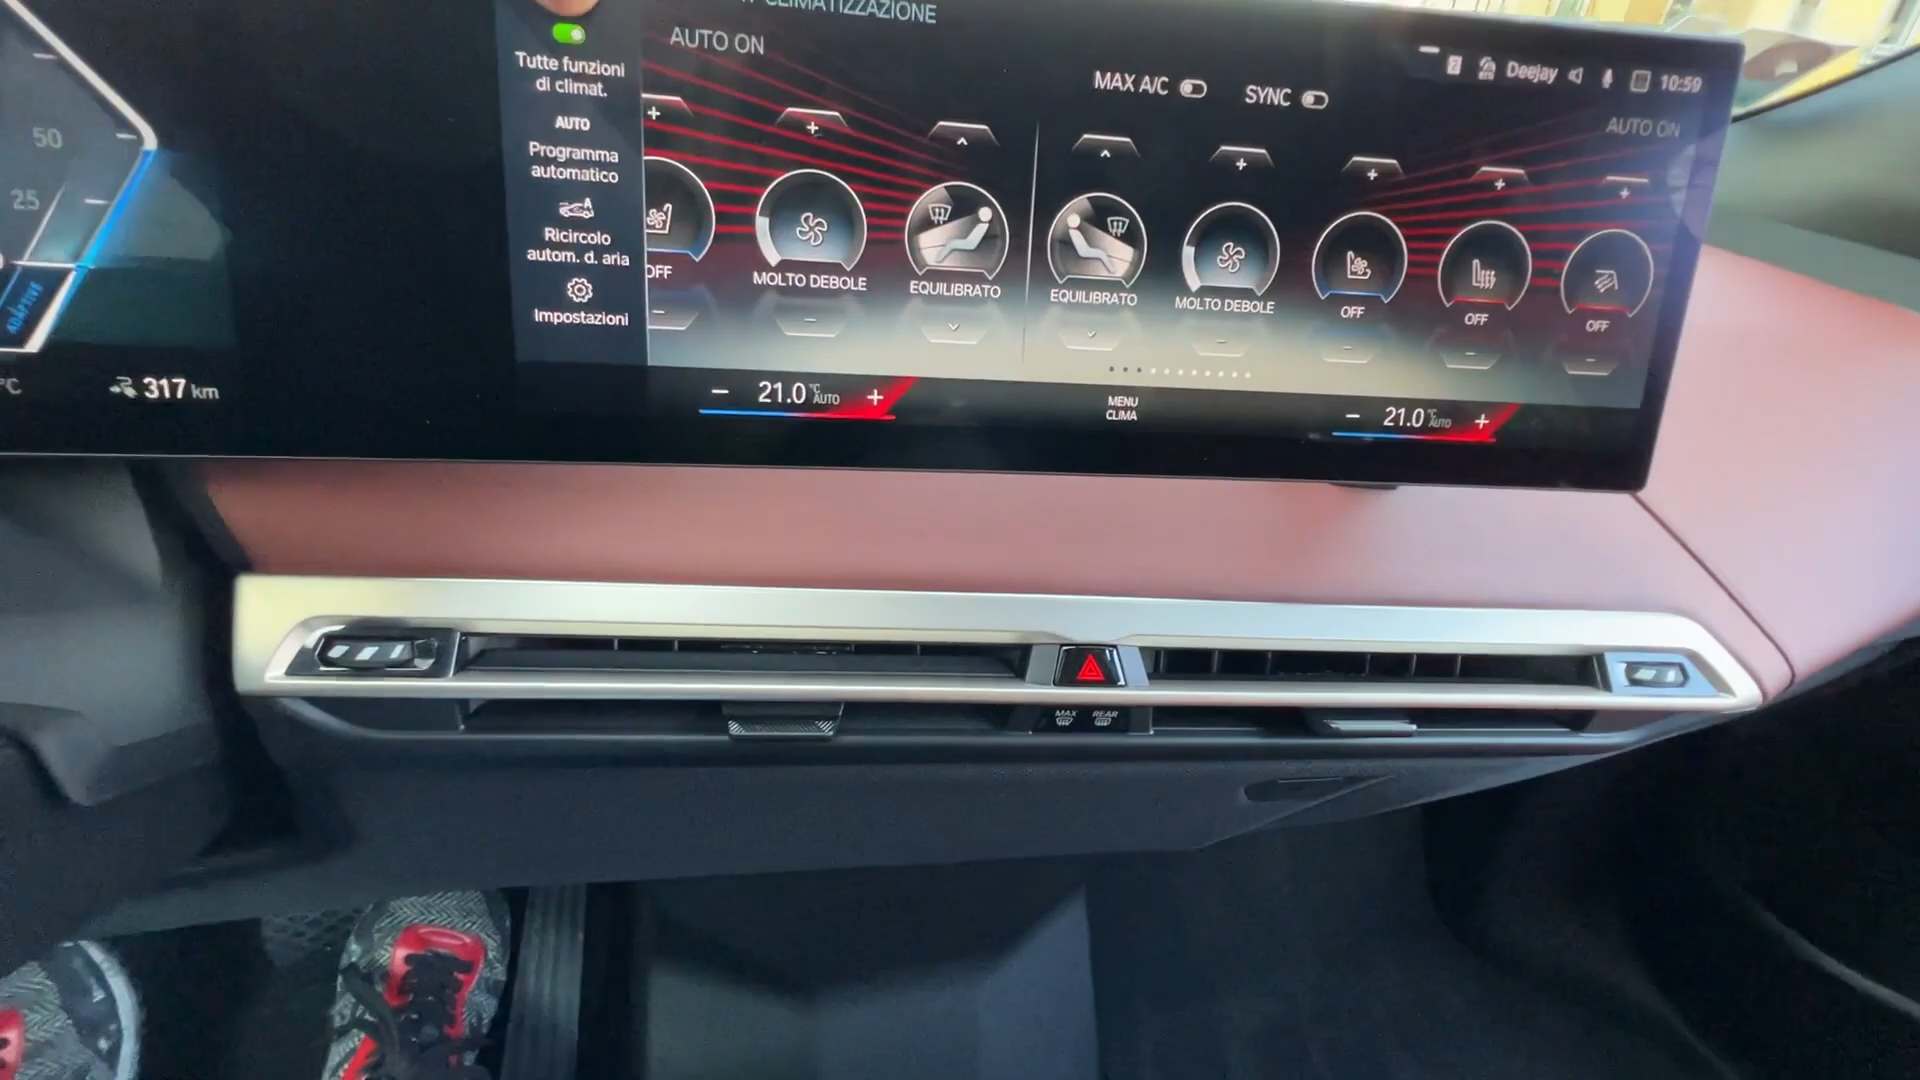 CLIMATIZZAZIONE
AUTO ON
Tutte funzioni
di climat.
AUTO
Programma
automatico
Ricircolo
autom. d. aria
Impostazioni
MAX A/C
SYNC
Deejay
10:59
AUTO ON
OFF
MOLTO DEBOLE
EQUILIBRATO
EQUILIBRATO
MOLTO DEBOLE
OFF
OFF
OFF
21.0 °C AUTO
MENU
CLIMA
21.0 °C AUTO
50
25
ADAPTIVE
°C
317 km
MAX
REAR